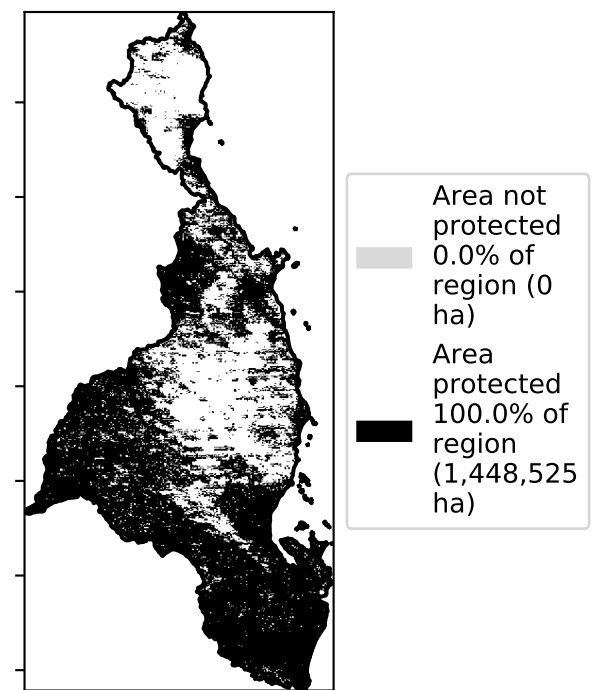 Area not
protected
0.0% of
region (0
ha)
Area
protected
100.0% of
region
(1,448,525
ha)